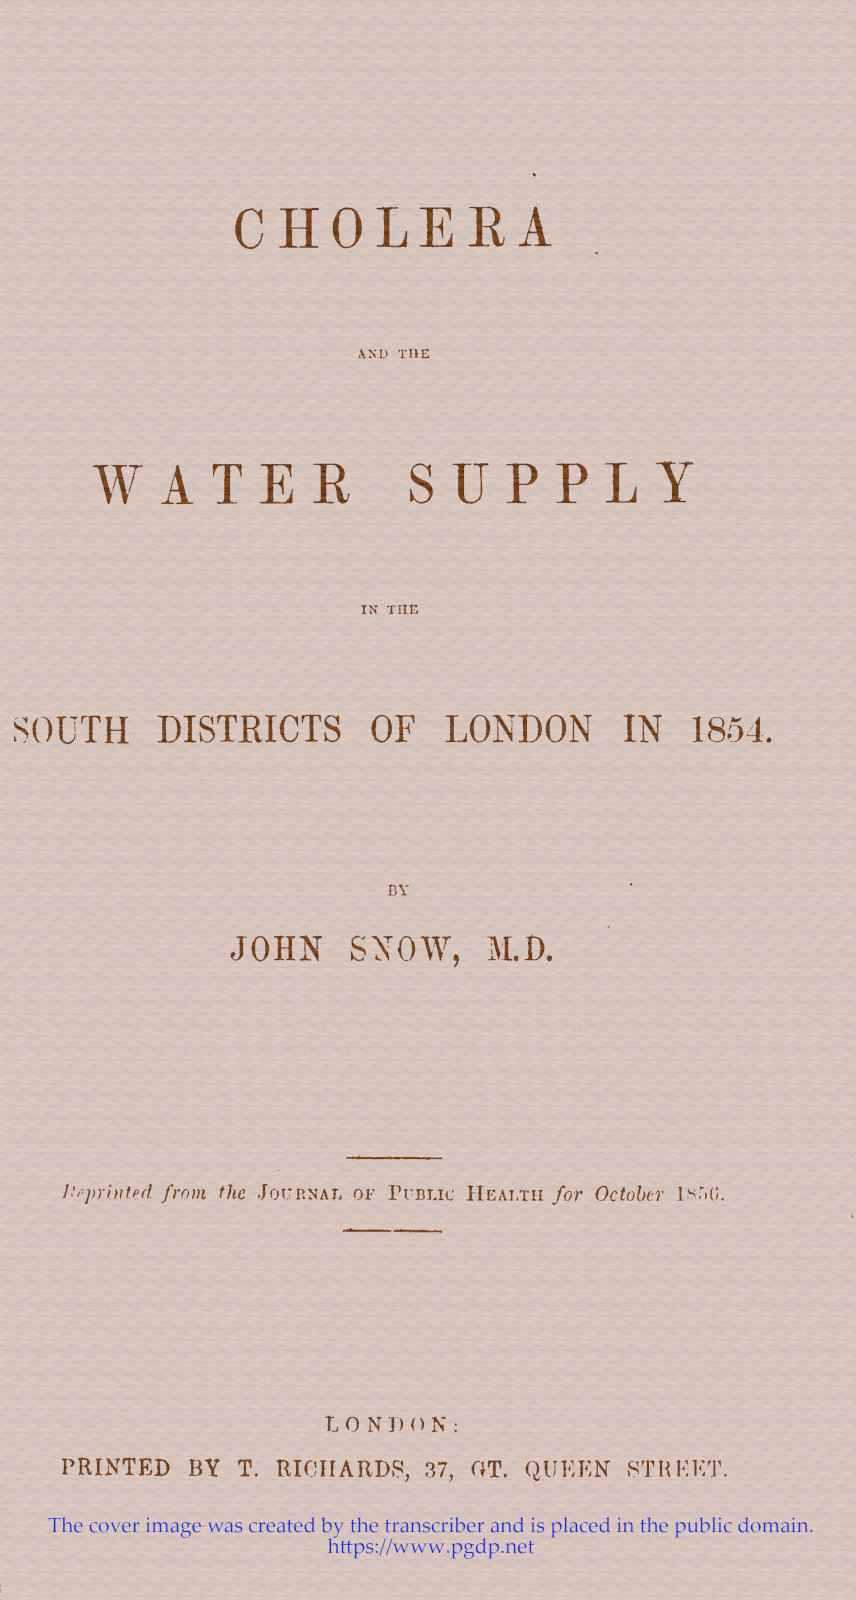 CHOLERA
AND THE
WATER SUPPLY
IN THE
SOUTH DISTRICTS OF LONDON IN 1854.
BY
JOHN SNOW, M.D.
Reprinted from the JOURNAL OF PUBLIC HEALTH for October 1856.
LONDON:
PRINTED BY T. RICHARDS, 37, GT. QUEEN STREET.
The cover image was created by the transcriber and is placed in the public domain.
https://www.pgdp.net